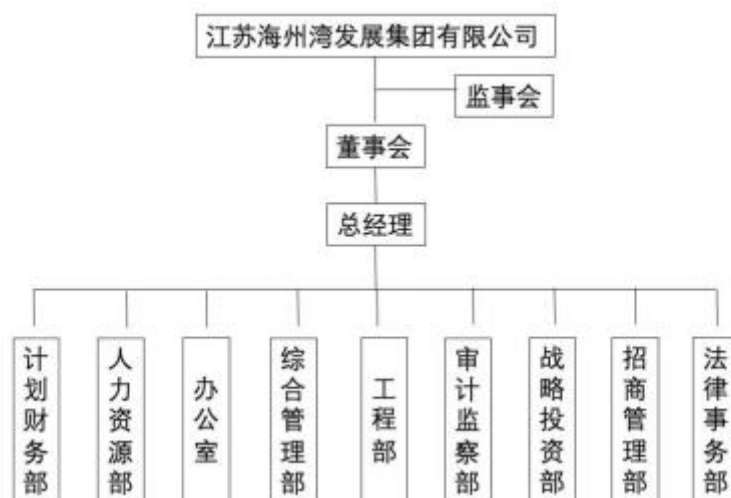 江苏海州湾发展集团有限公司
监事会
董事会
总经理
计划财务部
人力资源部
办公室
综合管理部
工程部
审计监察部
战略投资部
招商管理部
法律事务部